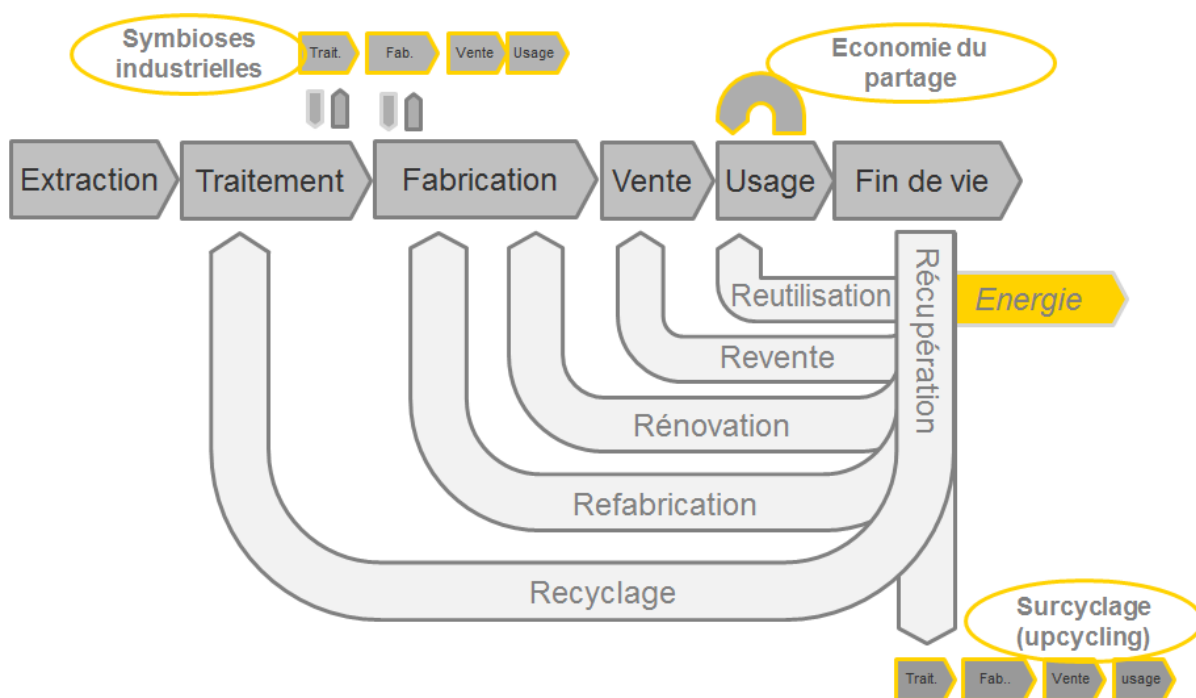 Symbioses
industrielles
Trait.
Fab.
Vente
Usage
Economie du
partage
Extraction
Traitement
Fabrication
Vente
Usage
Fin de vie
Récupération
Reutilisation
Energie
Revente
Rénovation
Refabrication
Recyclage
Surcyclage
(upcycling)
Trait.
Fab..
Vente
usage